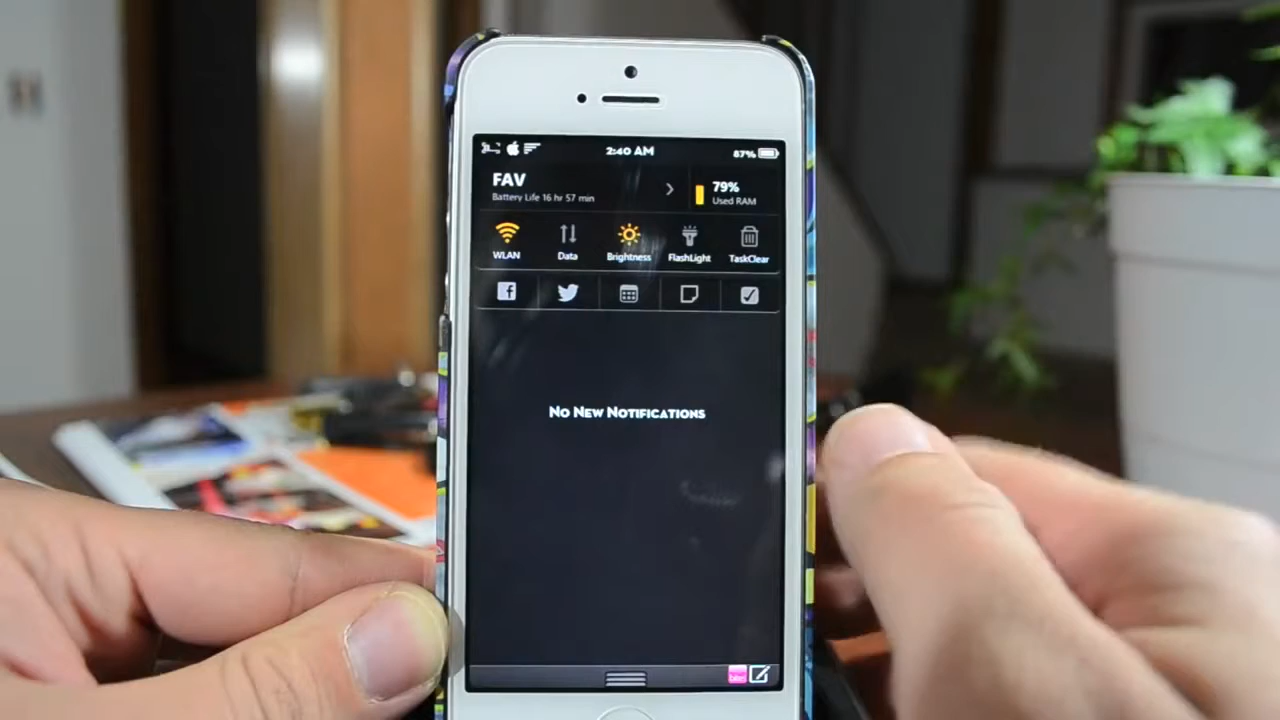 2:40 AM
87%
FAV
Battery Life 16 hr 57 min
79%
Used RAM
WLAN
Data
Brightness
FlashLight
TaskClear
No New Notifications